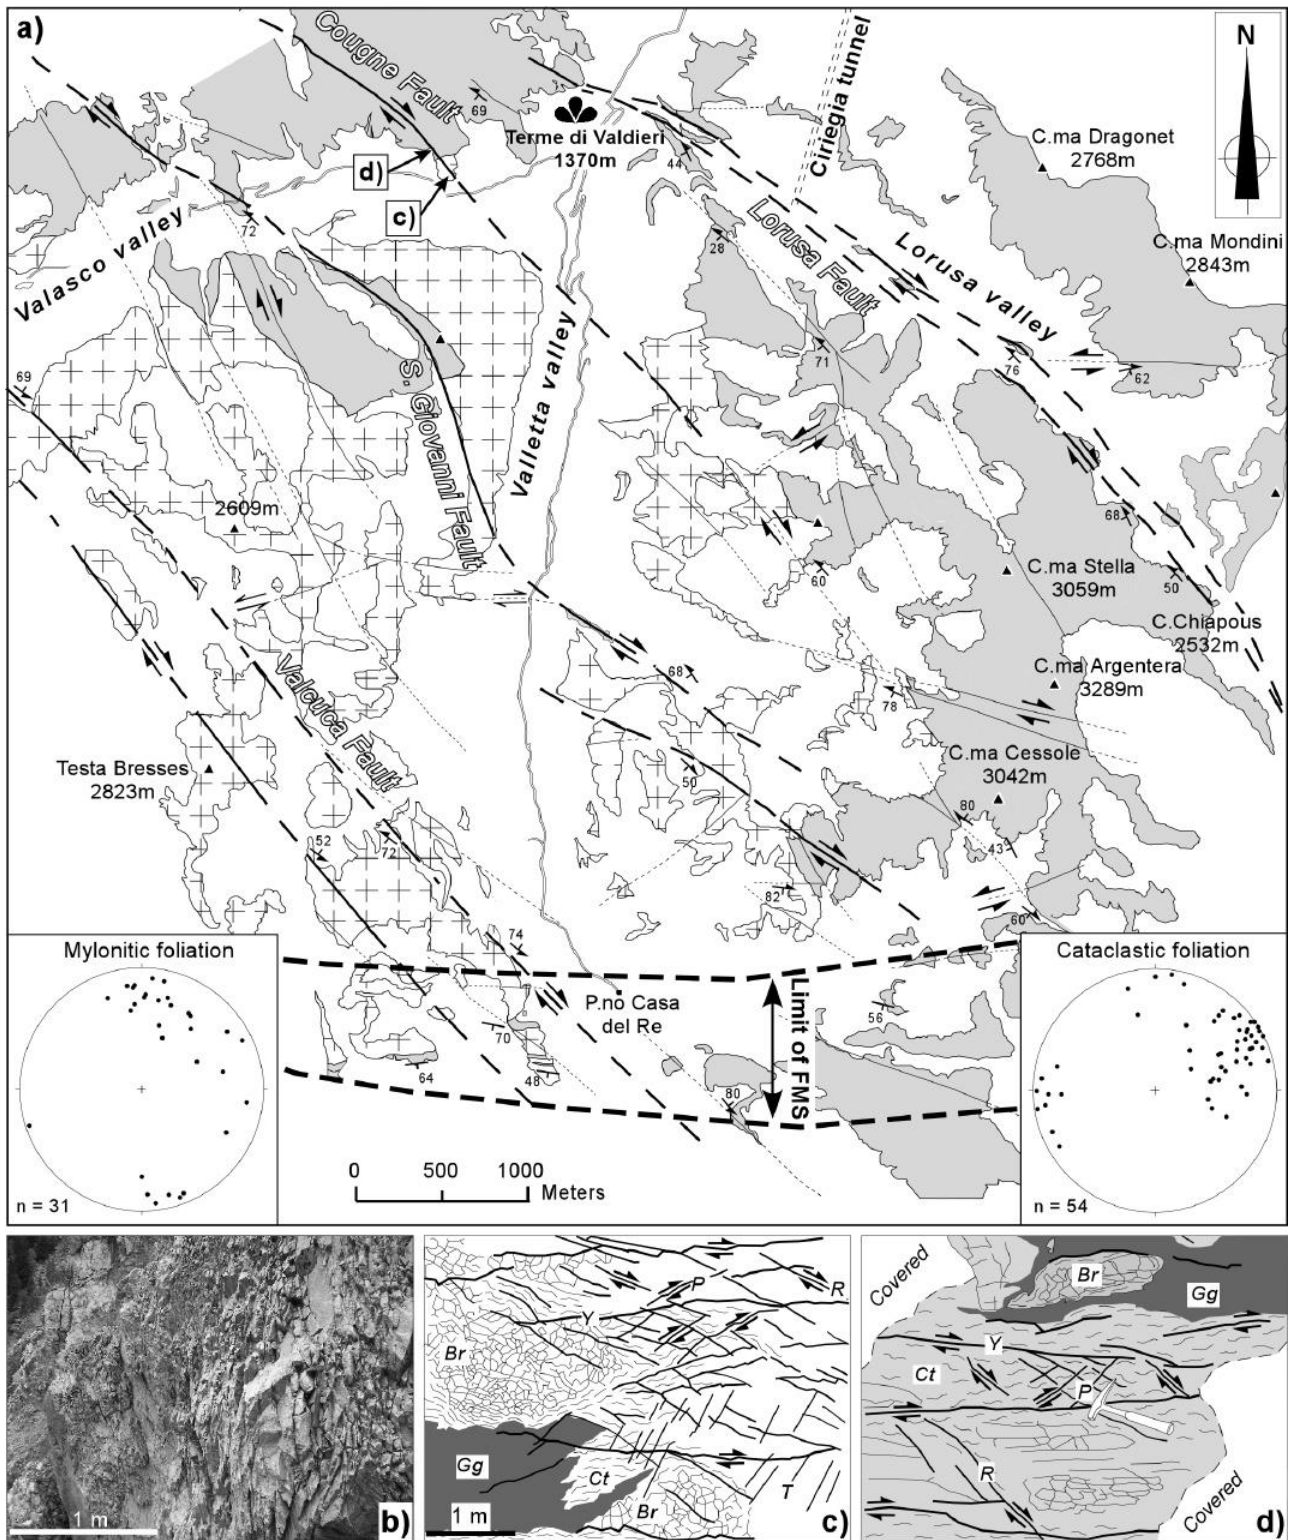 a)
Cougne Fault
69
Terme di Valdieri
1370m
44
Ciriegia tunnel
N
C.ma Dragonet
2768m
C.ma Mondini
2843m
d)
c)
72
Valasco valley
28
Lorusa Fault
Lorusa valley
71
76
62
69
S. Giovanni Fault
Valletta valley
2609m
68
60
C.ma Stella
3059m
50
C.Chiapous
2532m
C.ma Argentera
3289m
68
78
Valcuca Fault
Testa Bresses
2823m
50
C.ma Cessole
3042m
80
43
52
72
82
60
74
Mylonitic foliation
n = 31
P.no Casa
del Re
Limit of FMS
56
70
64
48
80
Cataclastic foliation
n = 54
0 500 1000
Meters
1 m
b)
P
R
Y
Br
Gg
Ct
Br
T
1 m
c)
Covered
Br
Gg
Y
Ct
P
R
Covered
d)